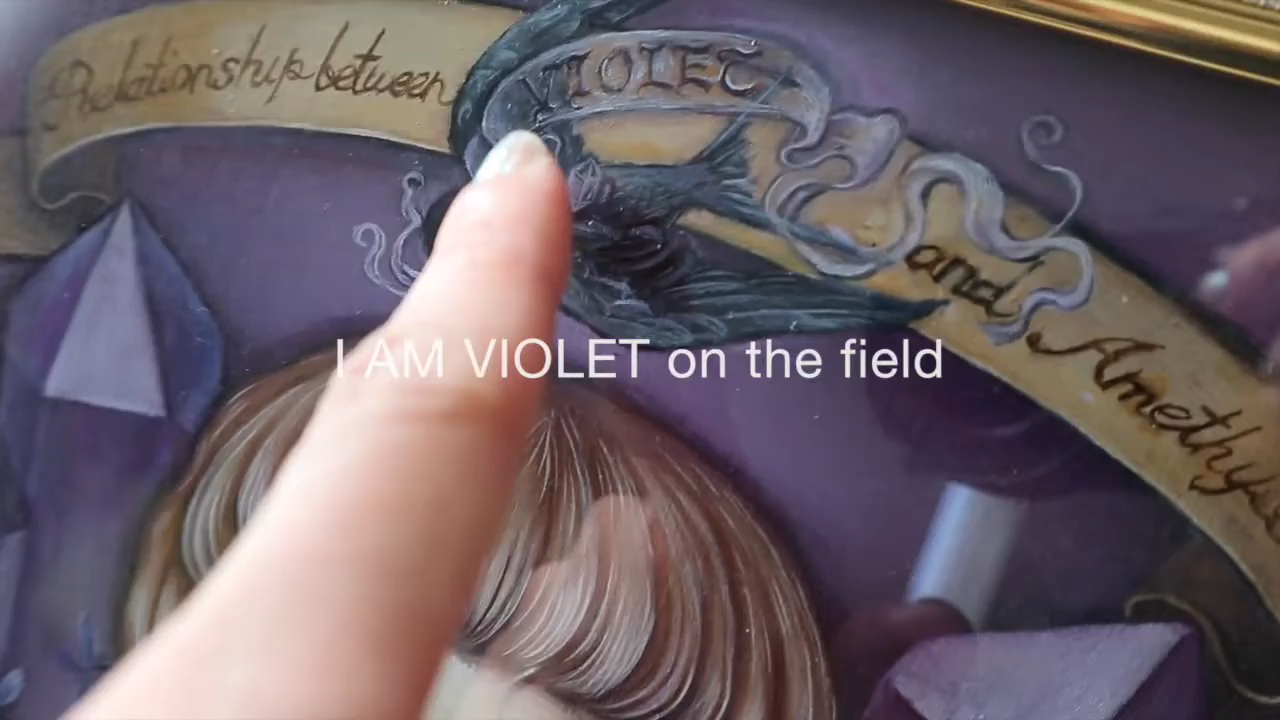 Relationship between
VIOLET
and Amethys
I AM VIOLET on the field